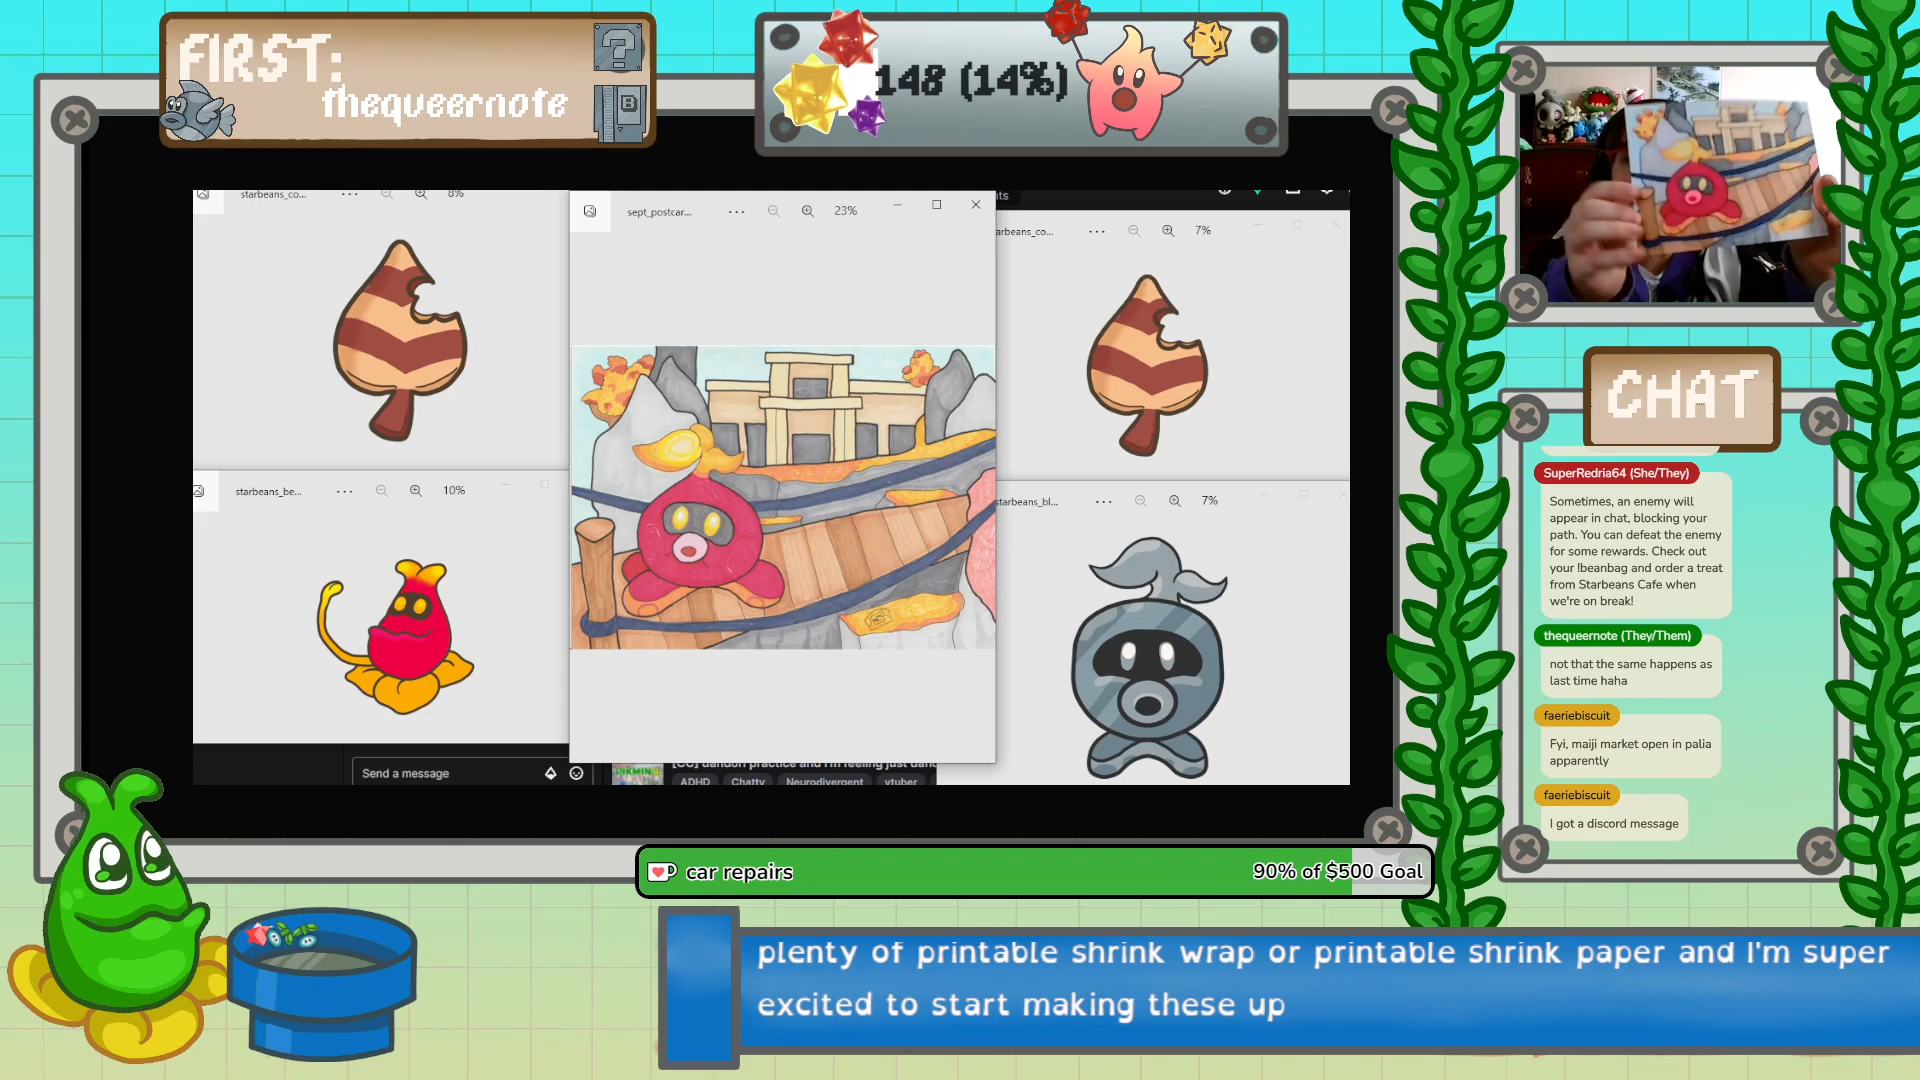 FIRST:
thequeernote
B
148 (14%)
starbeans_co...
8%
sept_postcar...
23%
arbeans_co...
7%
starbeans_be...
10%
starbeans_bl...
7%
Send a message
ADHD
Chatty
Neurodivergent
vtuber
CHAT
SuperRedria64 (She/They)
Sometimes, an enemy will
appear in chat, blocking your
path. You can defeat the enemy
for some rewards. Check out
your !beanbag and order a treat
from Starbeans Cafe when
we're on break!
thequeernote (They/Them)
not that the same happens as
last time haha
faeriebiscuit
Fyi, maiji market open in palia
apparently
faeriebiscuit
I got a discord message
car repairs
90% of $500 Goal
plenty of printable shrink wrap or printable shrink paper and I'm super
excited to start making these up